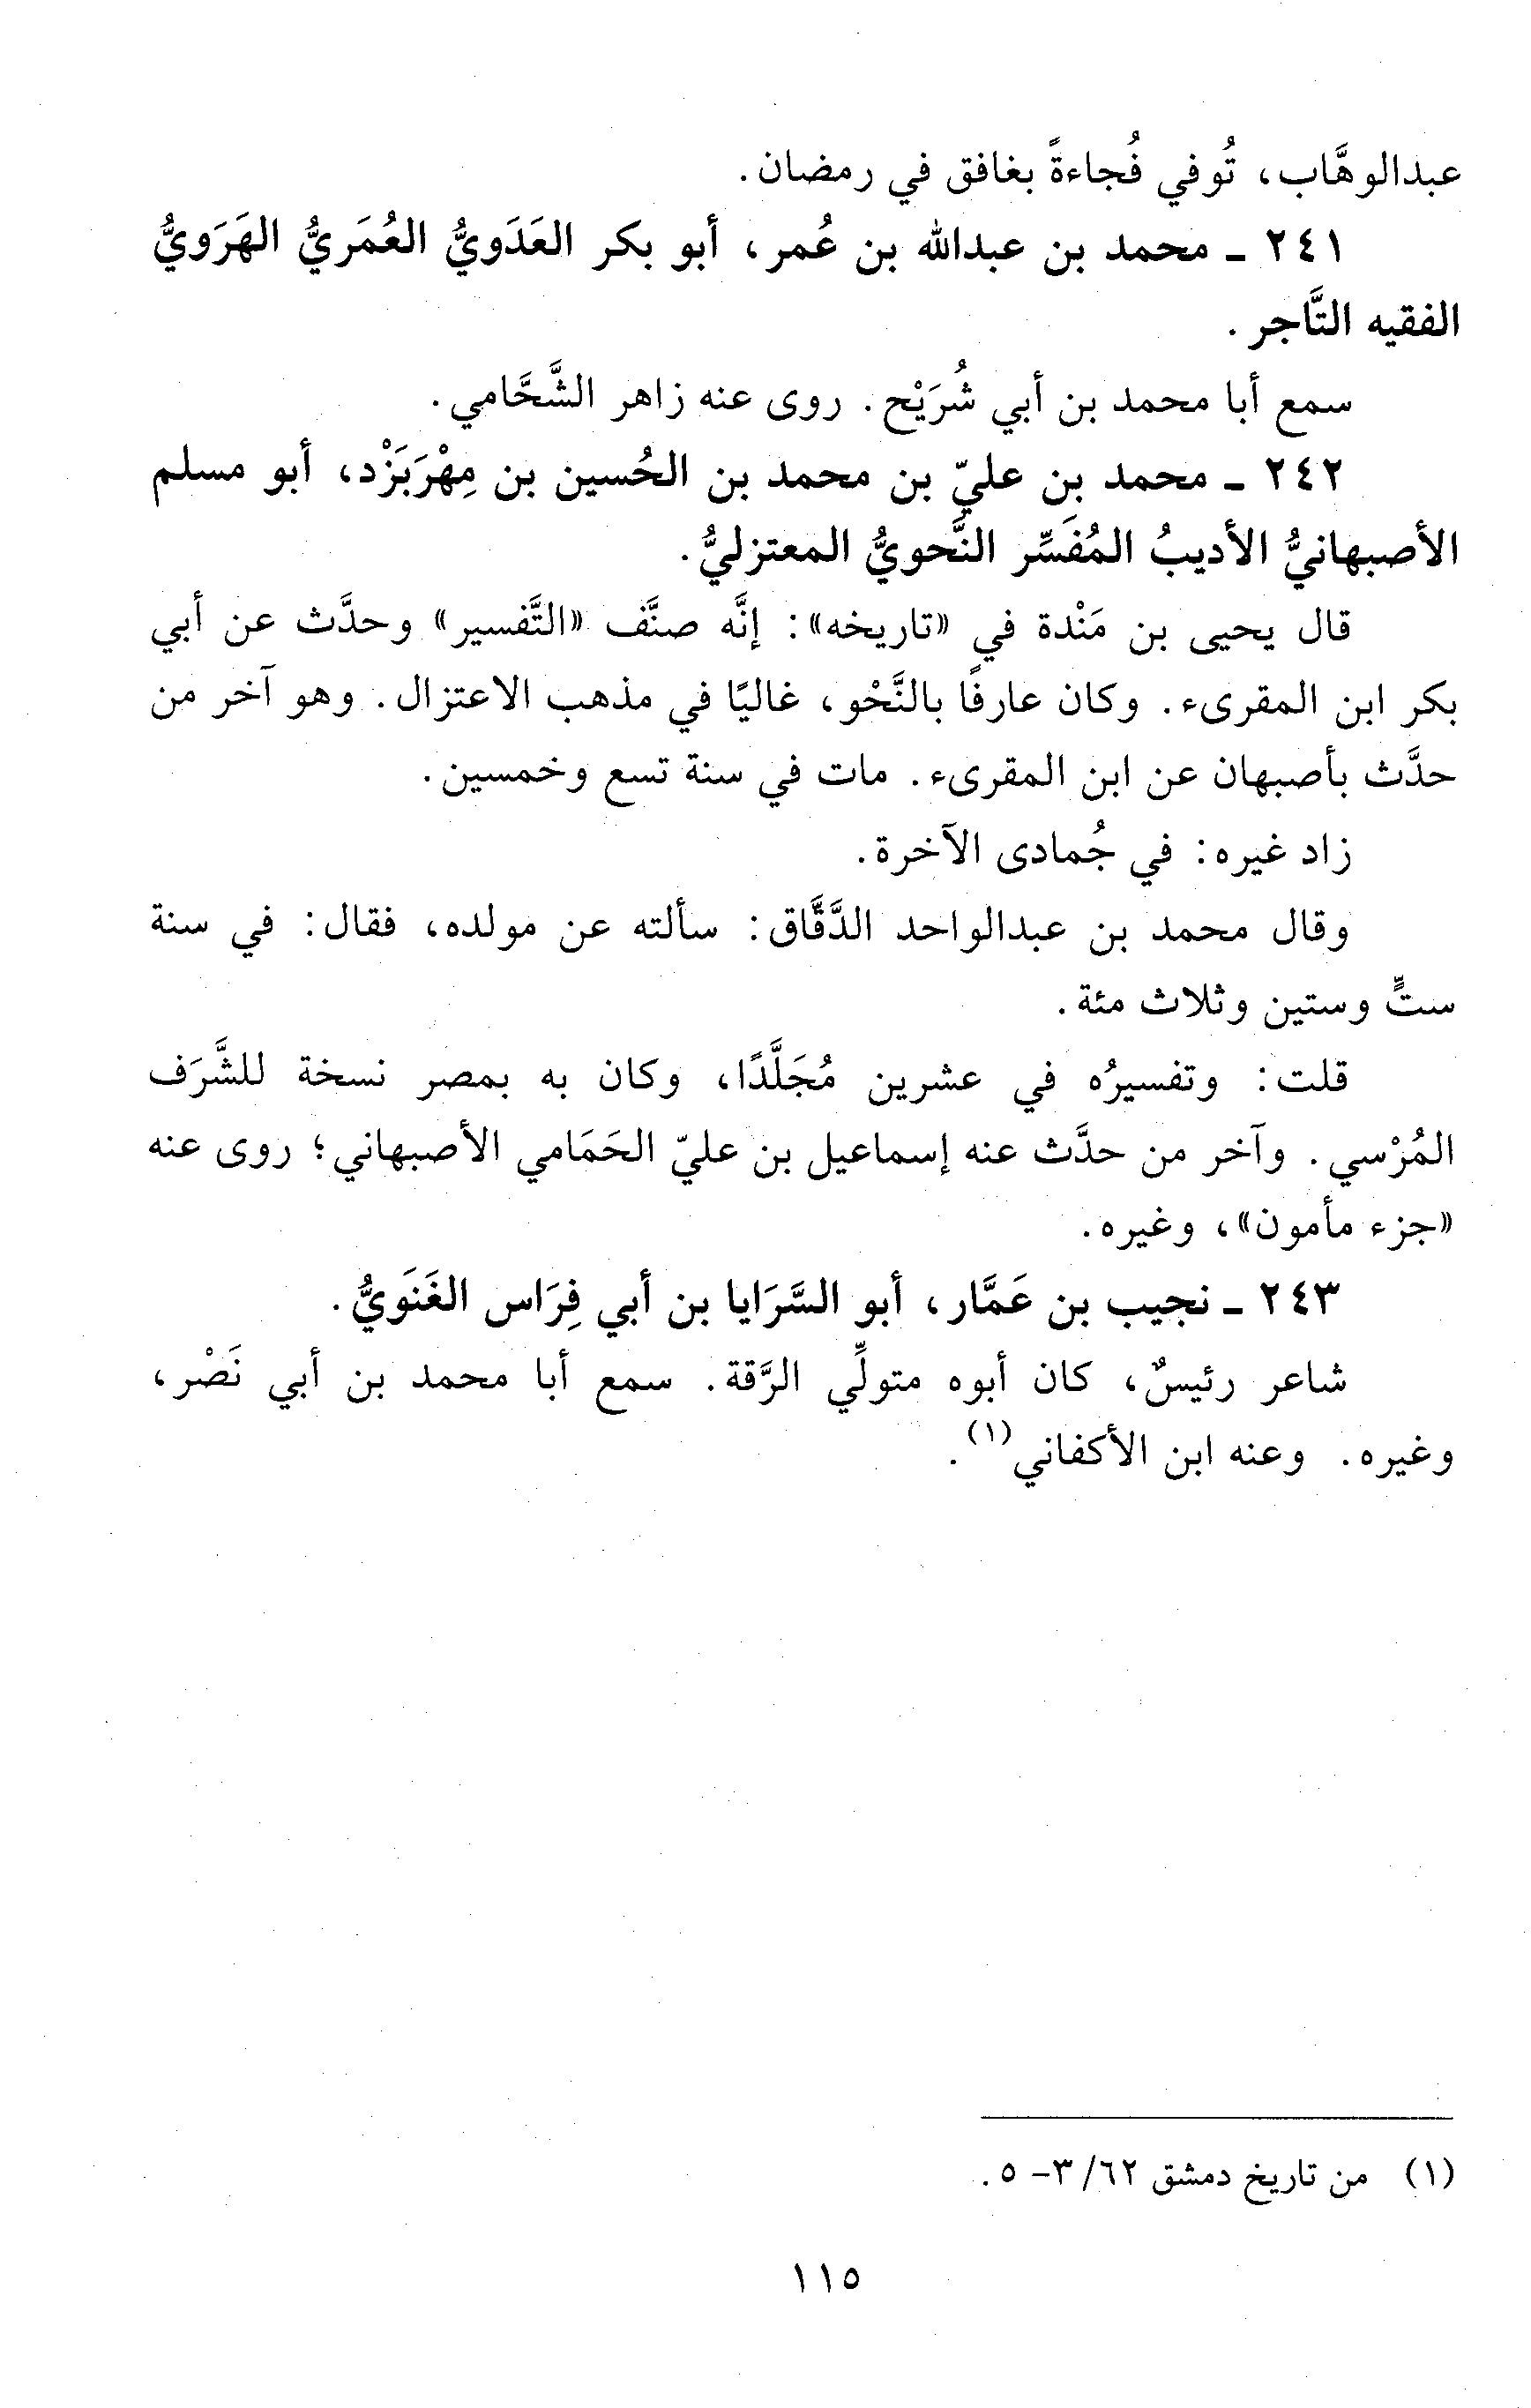 عبدالوهَّاب، تُوفي فُجاءةً بغافق في رمضان.
٢٤١ ـ محمد بن عبدالله بن عُمر، أبو بكر العَدَويُّ العُمَريُّ الهَرَويُّ
الفقيه التَّاجر.
سمع أبا محمد بن أبي شُرَيْح. روى عنه زاهر الشَّحَّامي.
٢٤٢ ـ محمد بن عليّ بن محمد بن الحُسين بن مِهْرَبَزْد، أبو مسلم
الأصبهانيُّ الأديبُ المُفَسِّر النَّحويُّ المعتزليُّ.
قال يحيى بن مَنْدة في «تاريخه»: إنَّه صنَّف «التَّفسير» وحدَّث عن أبي
بكر ابن المقرىء. وكان عارفًا بالنَّحْو، غاليًا في مذهب الاعتزال. وهو آخر من
حدَّث بأصبهان عن ابن المقرىء. مات في سنة تسع وخمسين.
زاد غيره: في جُمادى الآخرة.
وقال محمد بن عبدالواحد الدَّقَّاق: سألته عن مولده، فقال: في سنة
ستٍّ وستين وثلاث مئة.
قلت: وتفسيرُه في عشرين مُجَلَّدًا، وكان به بمصر نسخة للشَّرَف
المُرْسي. وآخر من حدَّث عنه إسماعيل بن عليّ الحَمَامي الأصبهاني؛ روى عنه
«جزء مأمون»، وغيره.
٢٤٣ ـ نجيب بن عَمَّار، أبو السَّرَايا بن أبي فِرَاس الغَنَويُّ.
شاعر رئيسٌ، كان أبوه متولِّي الرَّقة. سمع أبا محمد بن أبي نَصْر،
وغيره. وعنه ابن الأكفاني(١).
(١) من تاريخ دمشق ٦٢/ ٣- ٥.
١١٥